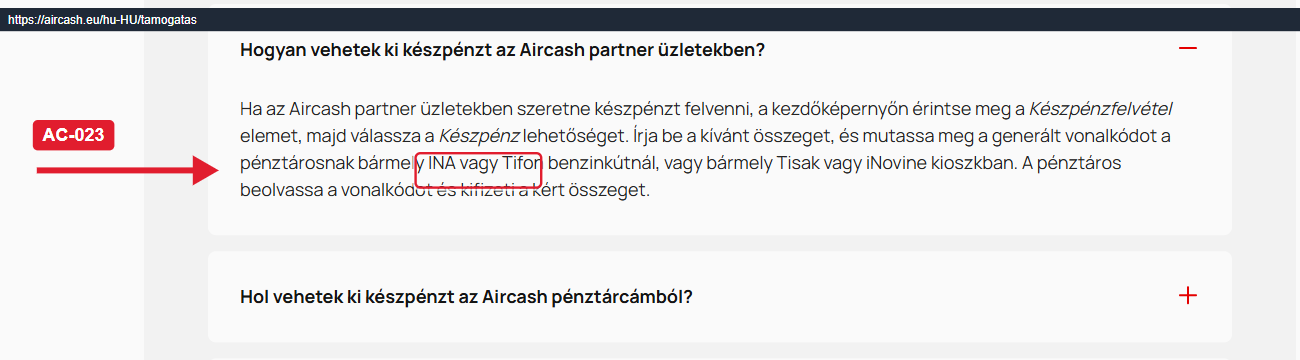 https://aircash.eu/hu-HU/tamogatas
Hogyan vehetek ki készpénzt az Aircash partner üzletekben?
Ha az Aircash partner üzletekben szeretne készpénzt felvenni, a kezdőképernyőn érintse meg a Készpénzfelvétel
AC-023
elemet, majd válassza a Készpénz lehetőséget. Írja be a kívánt összeget, és mutassa meg a generált vonalkódot a
pénztárosnak bármely INA vagy Tifon benzinkútnál, vagy bármely Tisak vagy iNovine kioszkban. A pénztáros
beolvassa a vonalkódot és kifizeti a kért összeget.
Hol vehetek ki készpénzt az Aircash pénztárcámból?